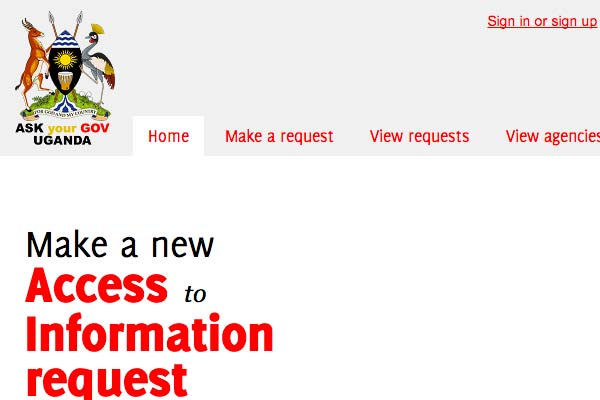 Sign in or sign up
FOR GOD AND MY COUNTRY
ASK your GOV
UGANDA
Home
Make a request
View requests
View agencies
Make a new
Access to
Information
request